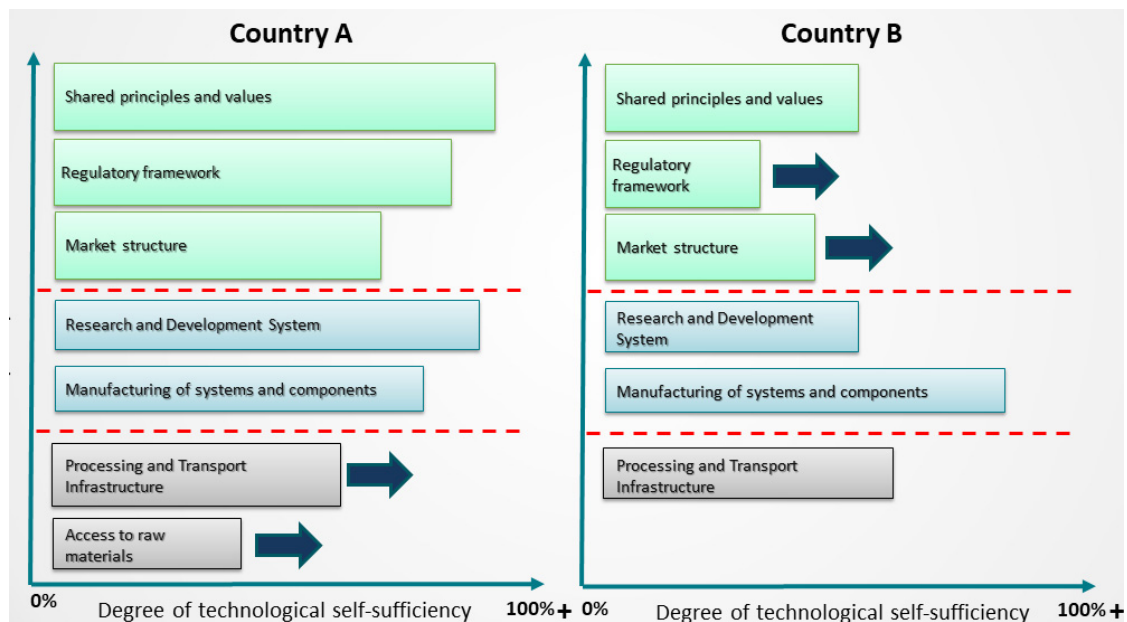 Country A
Shared principles and values
Regulatory framework
Market structure
Research and Development System
Manufacturing of systems and components
Processing and Transport
Infrastructure
Access to raw
materials
0%
Degree of technological self-sufficiency
100% +
Country B
Shared principles and values
Regulatory
framework
Market structure
Research and Development
System
Manufacturing of systems and components
Processing and Transport
Infrastructure
0%
Degree of technological self-sufficiency
100% +